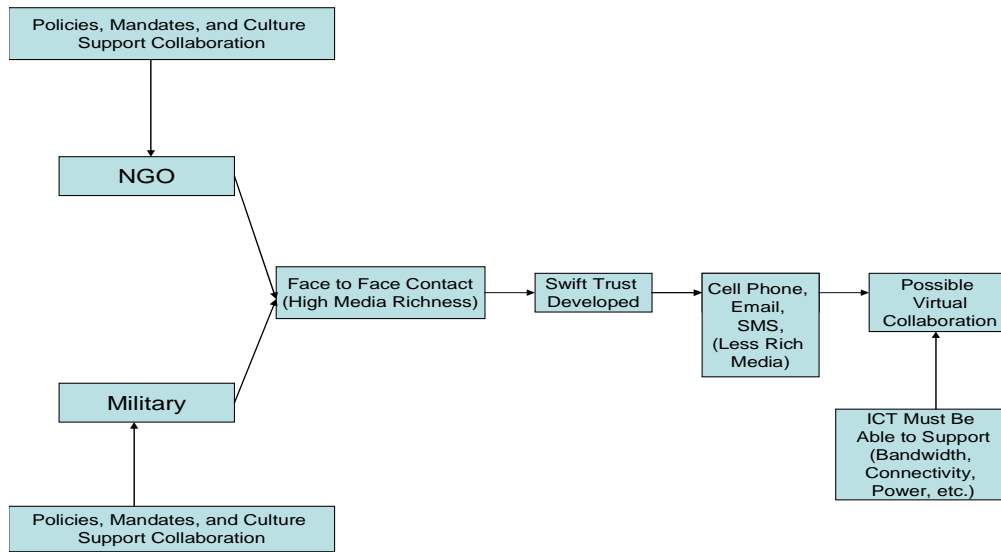 Policies, Mandates, and Culture
Support Collaboration
NGO
Face to Face Contact
(High Media Richness)
Swift Trust
Developed
Cell Phone,
Email,
SMS,
(Less Rich
Media)
Possible
Virtual
Collaboration
Military
ICT Must Be
Able to Support
(Bandwidth,
Connectivity,
Power, etc.)
Policies, Mandates, and Culture
Support Collaboration